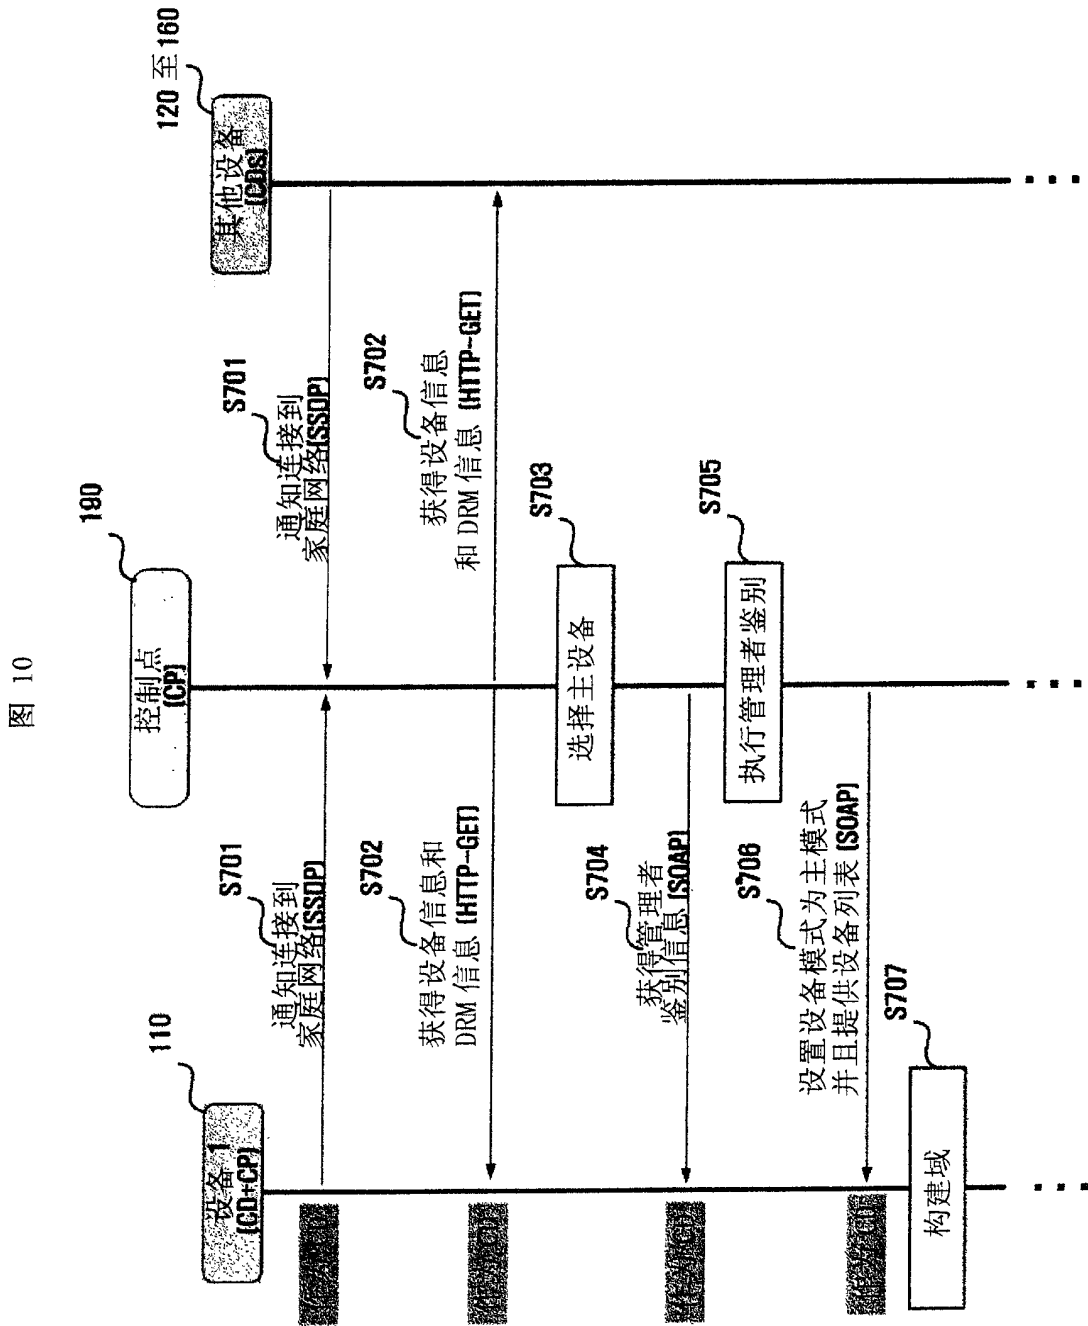 图 10
设备 1
(CD+CP)
110
控制点
(CP)
190
其他设备
(CDs)
120 至 160
通知连接到
家庭网络(SSDP)
S701
通知连接到
家庭网络(SSDP)
S701
获得设备信息和
DRM 信息 (HTTP-GET)
S702
获得设备信息
和 DRM 信息 (HTTP-GET)
S702
选择主设备
S703
获得管理者
鉴别信息 (SOAP)
S704
执行管理者鉴别
S705
设置设备模式为主模式
并且提供设备列表 (SOAP)
S706
构建域
S707